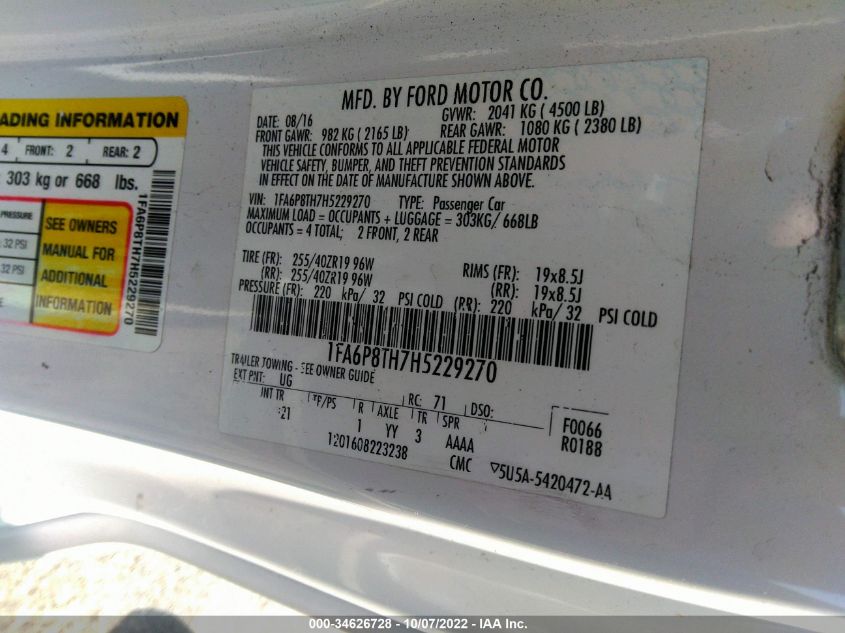 ADING INFORMATION
4 FRONT: 2 REAR: 2
303 kg or 668 lbs.
PRESSURE
32 PSI
32 PSI
SEE OWNERS
MANUAL FOR
ADDITIONAL
INFORMATION
1FA6P8TH7H5229270
MFD. BY FORD MOTOR CO.
DATE: 08/16 GVWR: 2041 KG ( 4500 LB)
FRONT GAWR: 982 KG ( 2165 LB) REAR GAWR: 1080 KG ( 2380 LB)
THIS VEHICLE CONFORMS TO ALL APPLICABLE FEDERAL MOTOR
VEHICLE SAFETY, BUMPER, AND THEFT PREVENTION STANDARDS
IN EFFECT ON THE DATE OF MANUFACTURE SHOWN ABOVE.
VIN: 1FA6P8TH7H5229270 TYPE: Passenger Car
MAXIMUM LOAD = OCCUPANTS + LUGGAGE = 303KG/ 668LB
OCCUPANTS = 4 TOTAL; 2 FRONT, 2 REAR
TIRE (FR): 255/40ZR19 96W RIMS (FR): 19x8.5J
(RR): 255/40ZR19 96W (RR): 19x8.5J
PRESSURE (FR): 220 kPa/ 32 PSI COLD (RR): 220 kPa/ 32 PSI COLD
1FA6P8TH7H5229270
TRAILER TOWING - SEE OWNER GUIDE
EXT PNT: UG RC: 71 DSO:
INT TR TP/PS R AXLE TR SPR F0066
21 1 YY 3 AAAA R0188
1201608223238 CMC 5U5A-5420472-AA
000-34626728 - 10/07/2022 - IAA Inc.